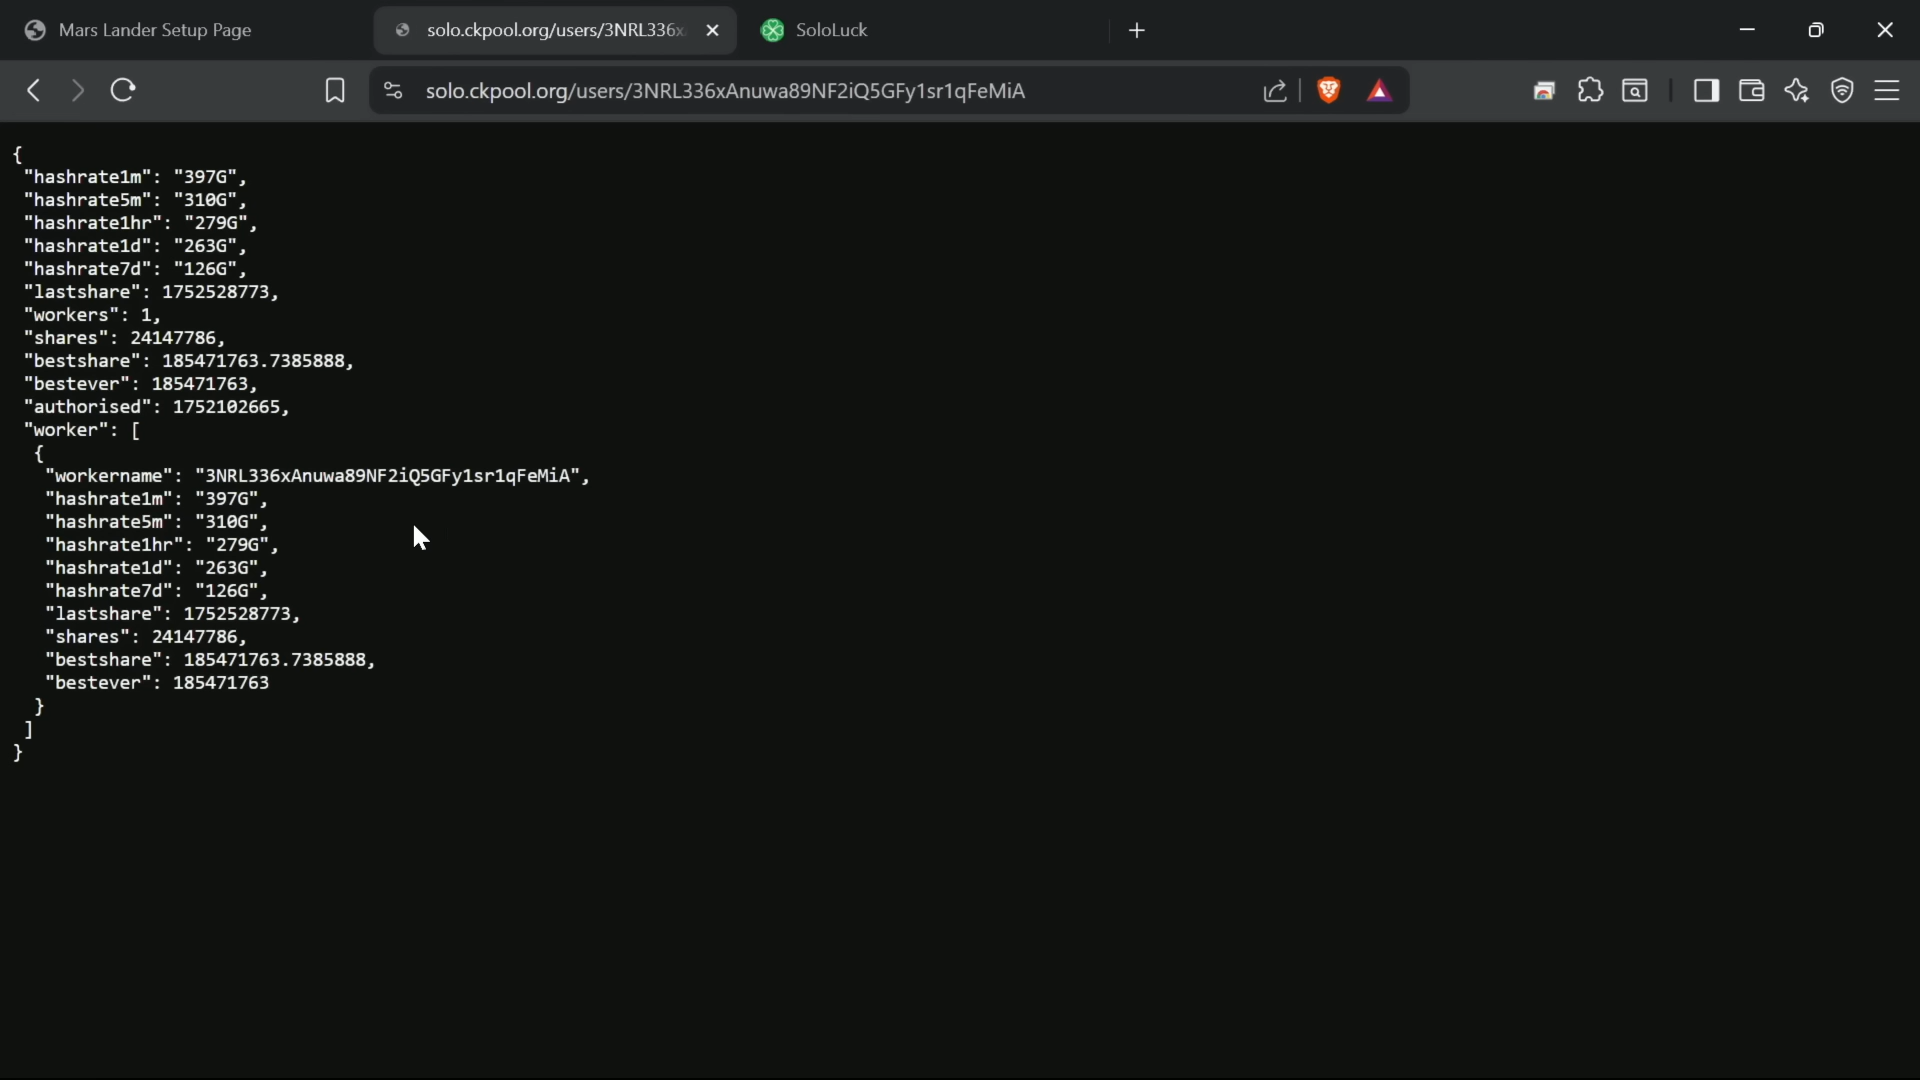 Mars Lander Setup Page
solo.ckpool.org/users/3NRL336x
SoloLuck
solo.ckpool.org/users/3NRL336xAnuwa89NF2iQ5GFy1sr1qFeMiA
{
"hashrate1m": "397G",
"hashrate5m": "310G",
"hashrate1hr": "279G",
"hashrate1d": "263G",
"hashrate7d": "126G",
"lastshare": 1752528773,
"workers": 1,
"shares": 24147786,
"bestshare": 185471763.7385888,
"bestever": 185471763,
"authorised": 1752102665,
"worker": [
{
"workername": "3NRL336xAnuwa89NF2iQ5GFy1sr1qFeMiA",
"hashrate1m": "397G",
"hashrate5m": "310G",
"hashrate1hr": "279G",
"hashrate1d": "263G",
"hashrate7d": "126G",
"lastshare": 1752528773,
"shares": 24147786,
"bestshare": 185471763.7385888,
"bestever": 185471763
}
]
}